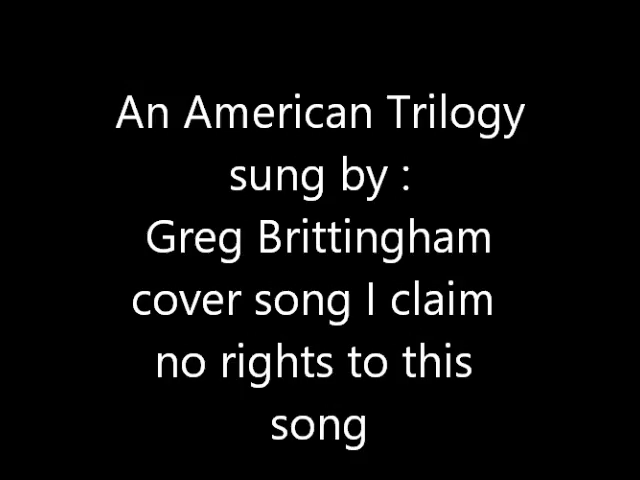 An American Trilogy
sung by :
Greg Brittingham
cover song I claim
no rights to this
song